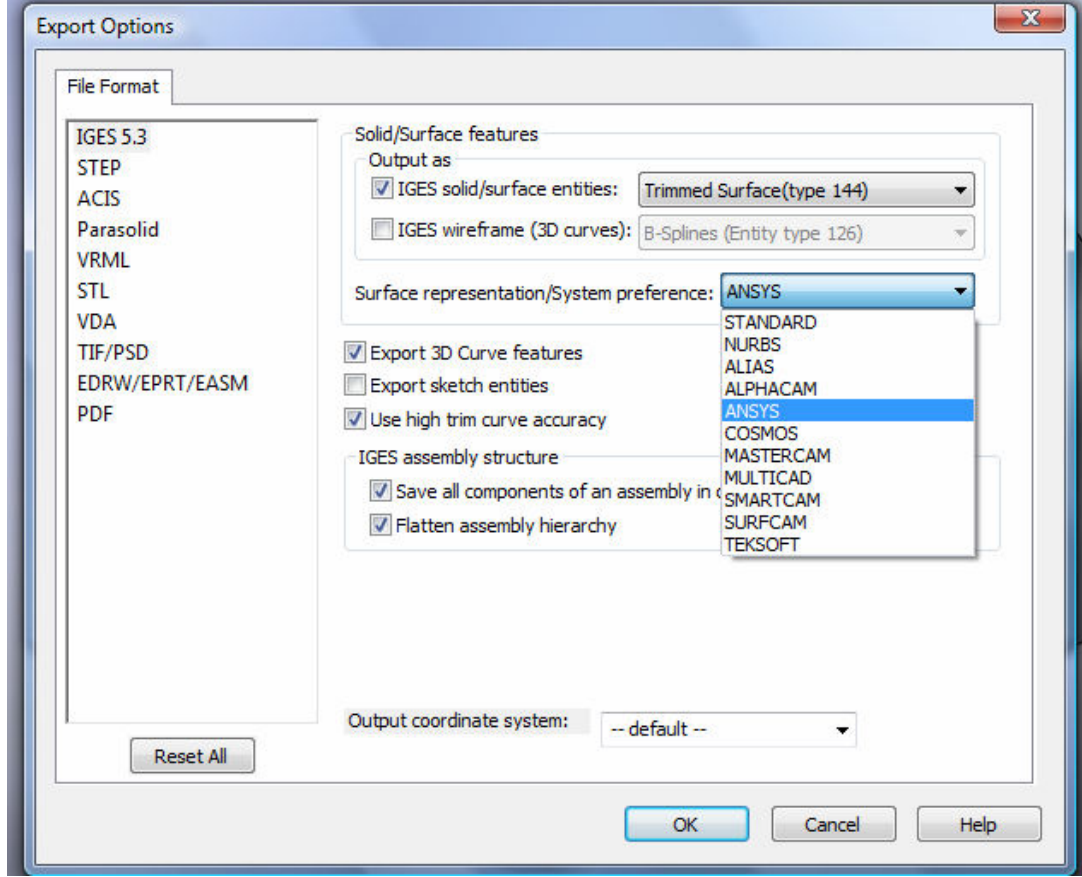 Export Options
File Format
IGES 5.3
STEP
ACIS
Parasolid
VRML
STL
VDA
TIF/PSD
EDRW/EPRT/EASM
PDF
Reset All
Solid/Surface features
Output as
IGES solid/surface entities: Trimmed Surface(type 144)
IGES wireframe (3D curves): B-Splines (Entity type 126)
Surface representation/System preference: ANSYS
STANDARD
NURBS
ALIAS
ALPHACAM
ANSYS
COSMOS
MASTERCAM
MULTICAD
SMARTCAM
SURFCAM
TEKSOFT
Export 3D Curve features
Export sketch entities
Use high trim curve accuracy
IGES assembly structure
Save all components of an assembly in
Flatten assembly hierarchy
Output coordinate system: -- default --
OK Cancel Help